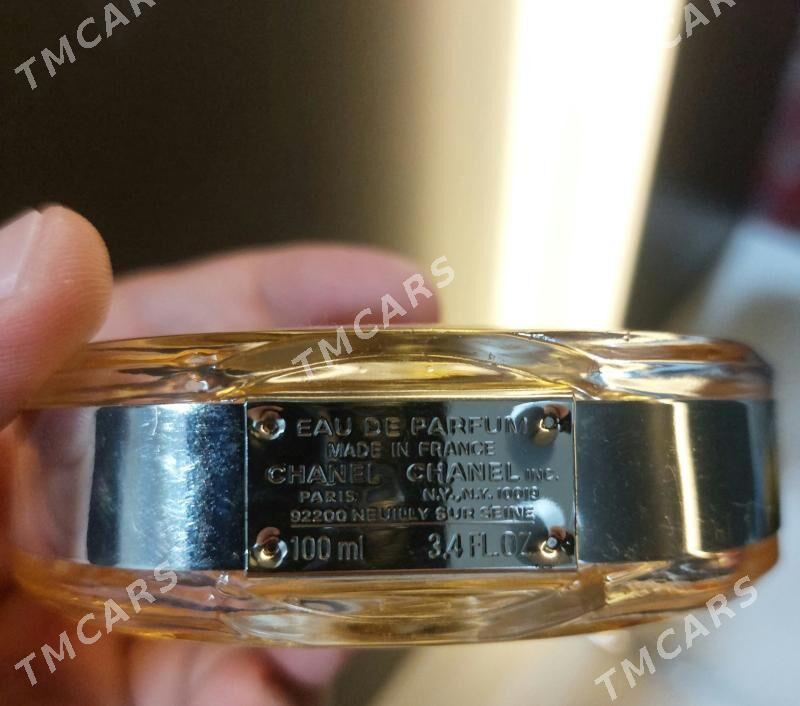 TMCARS
TMCARS
TMCARS
EAU DE PARFUM
MADE IN FRANCE
CHANEL CHANEL INC.
PARIS N.Y., N.Y. 10019
92200 NEUILLY SUR SEINE
100 ml 3,4 FL.OZ
TMCARS
TMCARS
TMCARS